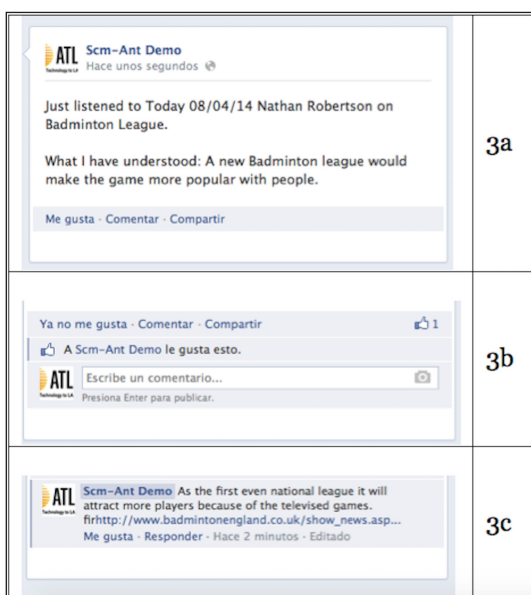 ATL
Technology to LA
Scm-Ant Demo
Hace unos segundos
Just listened to Today 08/04/14 Nathan Robertson on
Badminton League.
What I have understood: A new Badminton league would
make the game more popular with people.
Me gusta · Comentar · Compartir
3a
Ya no me gusta · Comentar · Compartir
1
A Scm-Ant Demo le gusta esto.
ATL
Technology to LA
Escribe un comentario...
Presiona Enter para publicar.
3b
ATL
Technology to LA
Scm-Ant Demo As the first even national league it will
attract more players because of the televised games.
firhttp://www.badmintonengland.co.uk/show_news.asp...
Me gusta · Responder · Hace 2 minutos · Editado
3c